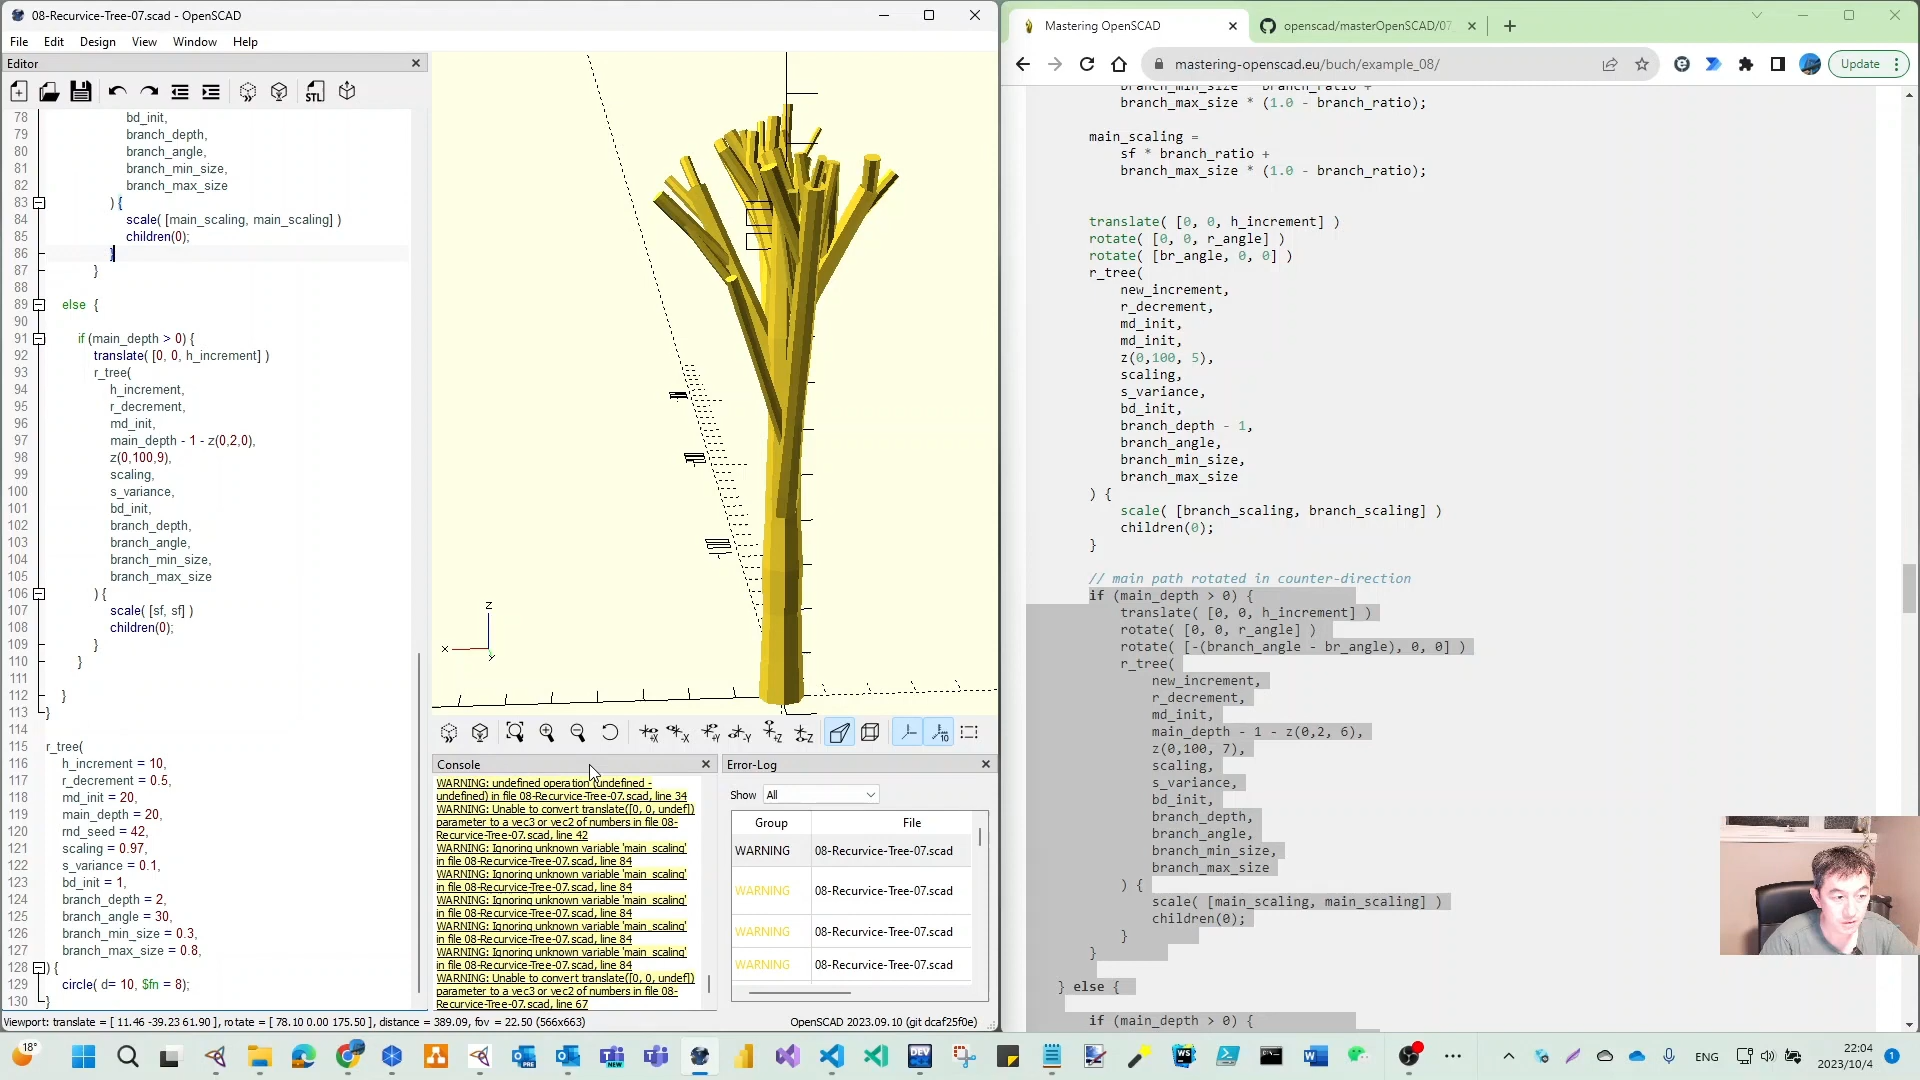 08-Recurvice-Tree-07.scad - OpenSCAD
File Edit Design View Window Help
Editor
STL
78 bd_init,
79 branch_depth,
80 branch_angle,
81 branch_min_size,
82 branch_max_size
83 ) {
84 scale( [main_scaling, main_scaling] )
85 children(0);
86 }
87 }
88
89 else {
90
91 if (main_depth > 0) {
92 translate( [0, 0, h_increment] )
93 r_tree(
94 h_increment,
95 r_decrement,
96 md_init,
97 main_depth - 1 - z(0,2,0),
98 z(0,100,9),
99 scaling,
100 s_variance,
101 bd_init,
102 branch_depth,
103 branch_angle,
104 branch_min_size,
105 branch_max_size
106 ) {
107 scale( [sf, sf] )
108 children(0);
109 }
110 }
111
112 }
113 }
114
115 r_tree(
116 h_increment = 10,
117 r_decrement = 0.5,
118 md_init = 20,
119 main_depth = 20,
120 rnd_seed = 42,
121 scaling = 0.97,
122 s_variance = 0.1,
123 bd_init = 1,
124 branch_depth = 2,
125 branch_angle = 30,
126 branch_min_size = 0.3,
127 branch_max_size = 0.8,
128 ) {
129 circle( d= 10, $fn = 8);
130 }
z
x
y
Console
WARNING: undefined operation (undefined -
undefined) in file 08-Recurvice-Tree-07.scad, line 34
WARNING: Unable to convert translate([0, 0, undef])
parameter to a vec3 or vec2 of numbers in file 08-
Recurvice-Tree-07.scad, line 42
WARNING: Ignoring unknown variable 'main_scaling'
in file 08-Recurvice-Tree-07.scad, line 84
WARNING: Ignoring unknown variable 'main_scaling'
in file 08-Recurvice-Tree-07.scad, line 84
WARNING: Ignoring unknown variable 'main_scaling'
in file 08-Recurvice-Tree-07.scad, line 84
WARNING: Ignoring unknown variable 'main_scaling'
in file 08-Recurvice-Tree-07.scad, line 84
WARNING: Ignoring unknown variable 'main_scaling'
in file 08-Recurvice-Tree-07.scad, line 84
WARNING: Unable to convert translate([0, 0, undef])
parameter to a vec3 or vec2 of numbers in file 08-
Recurvice-Tree-07.scad, line 67
Error-Log
Show All
Group File
WARNING 08-Recurvice-Tree-07.scad
WARNING 08-Recurvice-Tree-07.scad
WARNING 08-Recurvice-Tree-07.scad
WARNING 08-Recurvice-Tree-07.scad
Viewport: translate = [ 11.46 -39.23 61.90 ], rotate = [ 78.10 0.00 175.50 ], distance = 389.09, fov = 22.50 (566x663)
OpenSCAD 2023.09.10 (git dcaf25f0e)
Mastering OpenSCAD
openscad/masterOpenSCAD/07
mastering-openscad.eu/buch/example_08/
Update
branch_min_size * branch_ratio +
branch_max_size * (1.0 - branch_ratio);
main_scaling =
sf * branch_ratio +
branch_max_size * (1.0 - branch_ratio);
translate( [0, 0, h_increment] )
rotate( [0, 0, r_angle] )
rotate( [br_angle, 0, 0] )
r_tree(
new_increment,
r_decrement,
md_init,
md_init,
z(0,100, 5),
scaling,
s_variance,
bd_init,
branch_depth - 1,
branch_angle,
branch_min_size,
branch_max_size
) {
scale( [branch_scaling, branch_scaling] )
children(0);
}
// main path rotated in counter-direction
if (main_depth > 0) {
translate( [0, 0, h_increment] )
rotate( [0, 0, r_angle] )
rotate( [-(branch_angle - br_angle), 0, 0] )
r_tree(
new_increment,
r_decrement,
md_init,
main_depth - 1 - z(0,2, 6),
z(0,100, 7),
scaling,
s_variance,
bd_init,
branch_depth,
branch_angle,
branch_min_size,
branch_max_size
) {
scale( [main_scaling, main_scaling] )
children(0);
}
}
} else {
if (main_depth > 0) {
translate( [0, 0, h_increment] )
18°
ENG
22:04
2023/10/4